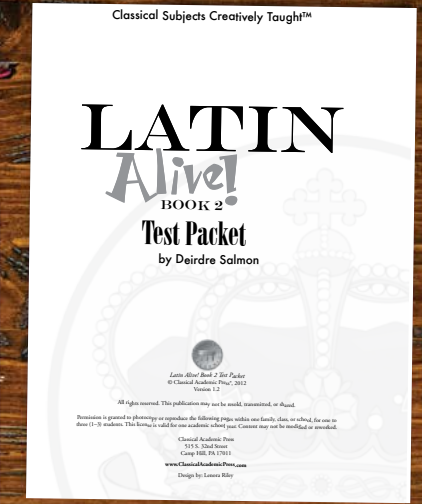 Classical Subjects Creatively Taught™
LATIN
Alive!
BOOK 2
Test Packet
by Deirdre Salmon
Latin Alive! Book 2 Test Packet
© Classical Academic Press®, 2012
Version 1.2
All rights reserved. This publication may not be resold, transmitted, or shared.
Permission is granted to photocopy or reproduce the following pages within one family, class, or school, for one to
three (1–3) students. This license is valid for one academic school year. Content may not be modified or reworked.
Classical Academic Press
515 S. 32nd Street
Camp Hill, PA 17011
www.ClassicalAcademicPress.com
Design by: Lenora Riley